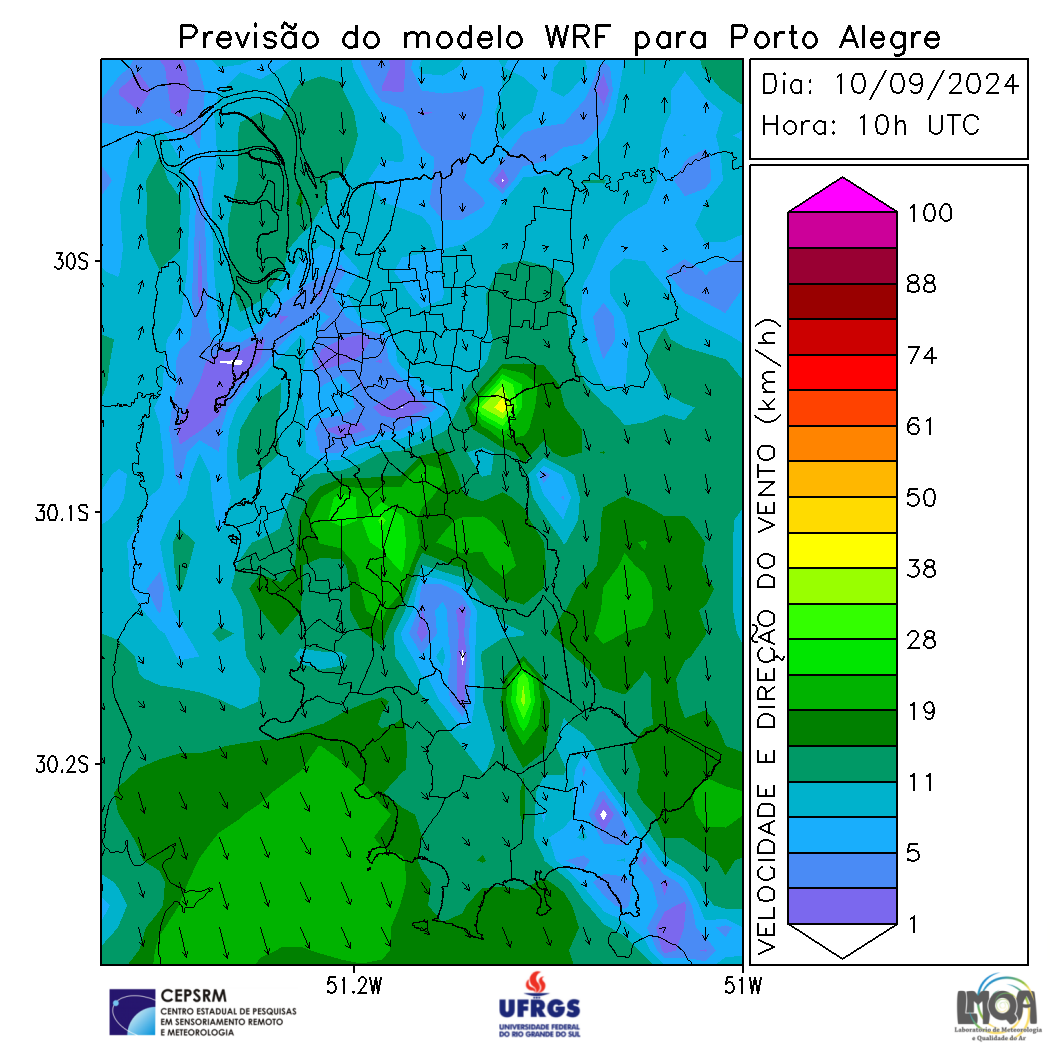 Previsão do modelo WRF para Porto Alegre
Dia: 10/09/2024
Hora: 10h UTC
30S
30.1S
30.2S
51.2W
51W
VELOCIDADE E DIREÇÃO DO VENTO (km/h)
100
88
74
61
50
38
28
19
11
5
1
CEPSRM
CENTRO ESTADUAL DE PESQUISAS
EM SENSORIAMENTO REMOTO
E METEOROLOGIA
UFRGS
UNIVERSIDADE FEDERAL
DO RIO GRANDE DO SUL
LMQA
Laboratório de Meteorologia
e Qualidade do Ar